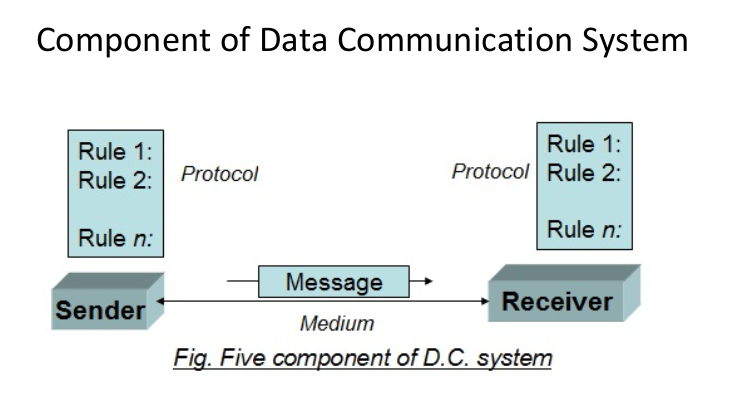 Component of Data Communication System
Rule 1:
Rule 2:
Rule n:
Protocol
Protocol
Rule 1:
Rule 2:
Rule n:
Message
Sender
Receiver
Medium
Fig. Five component of D.C. system